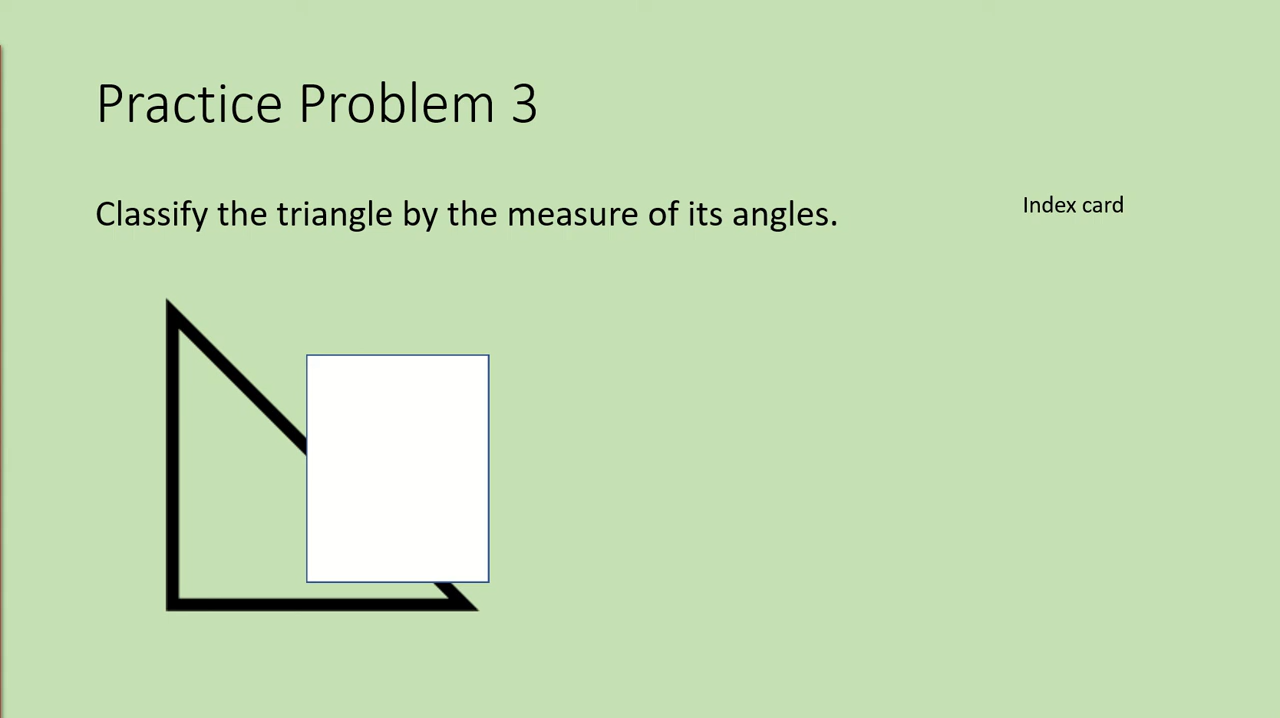 Practice Problem 3
Classify the triangle by the measure of its angles.
Index card